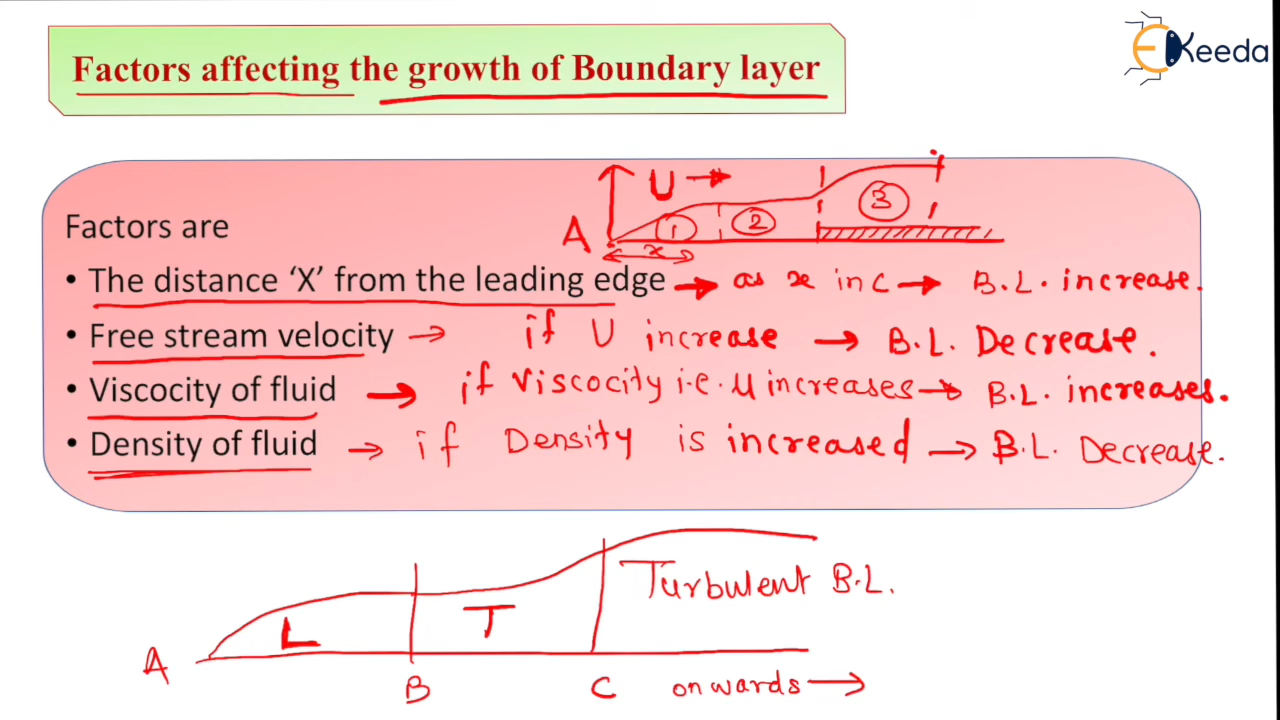 Factors affecting the growth of Boundary layer
EKeeda
U →
A
1 2 3
x
Factors are
• The distance ‘X’ from the leading edge → as x inc → B.L. increase.
• Free stream velocity → if U increase → B.L. Decrease.
• Viscocity of fluid → if Viscocity i.e. μ increases → B.L. increases.
• Density of fluid → if Density is increased → B.L. Decrease.
L T Turbulent B.L.
A B C onwards →